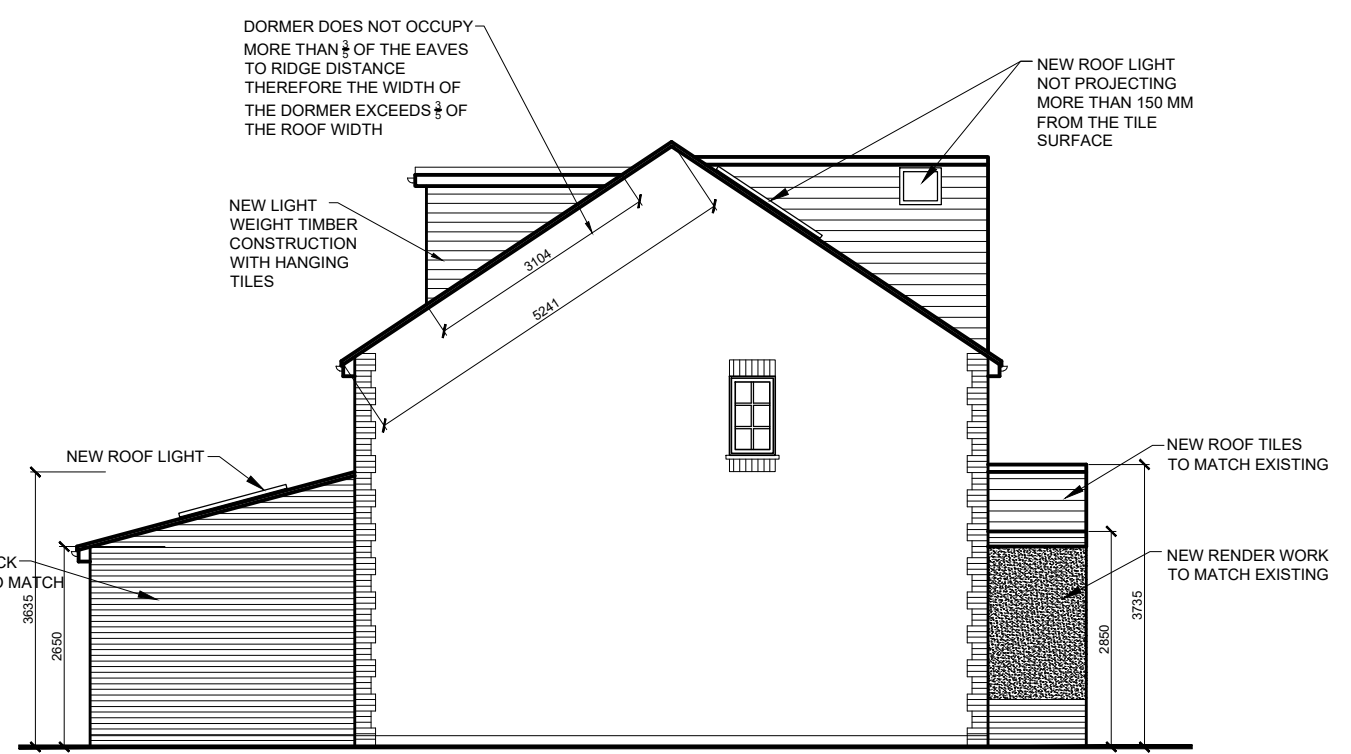 DORMER DOES NOT OCCUPY
MORE THAN 3/5 OF THE EAVES
TO RIDGE DISTANCE
THEREFORE THE WIDTH OF
THE DORMER EXCEEDS 3/5 OF
THE ROOF WIDTH
NEW ROOF LIGHT
NOT PROJECTING
MORE THAN 150 MM
FROM THE TILE
SURFACE
NEW LIGHT
WEIGHT TIMBER
CONSTRUCTION
WITH HANGING
TILES
3104
5241
NEW ROOF LIGHT
NEW ROOF TILES
TO MATCH EXISTING
CK
O MATCH
NEW RENDER WORK
TO MATCH EXISTING
3635
2650
2850
3735